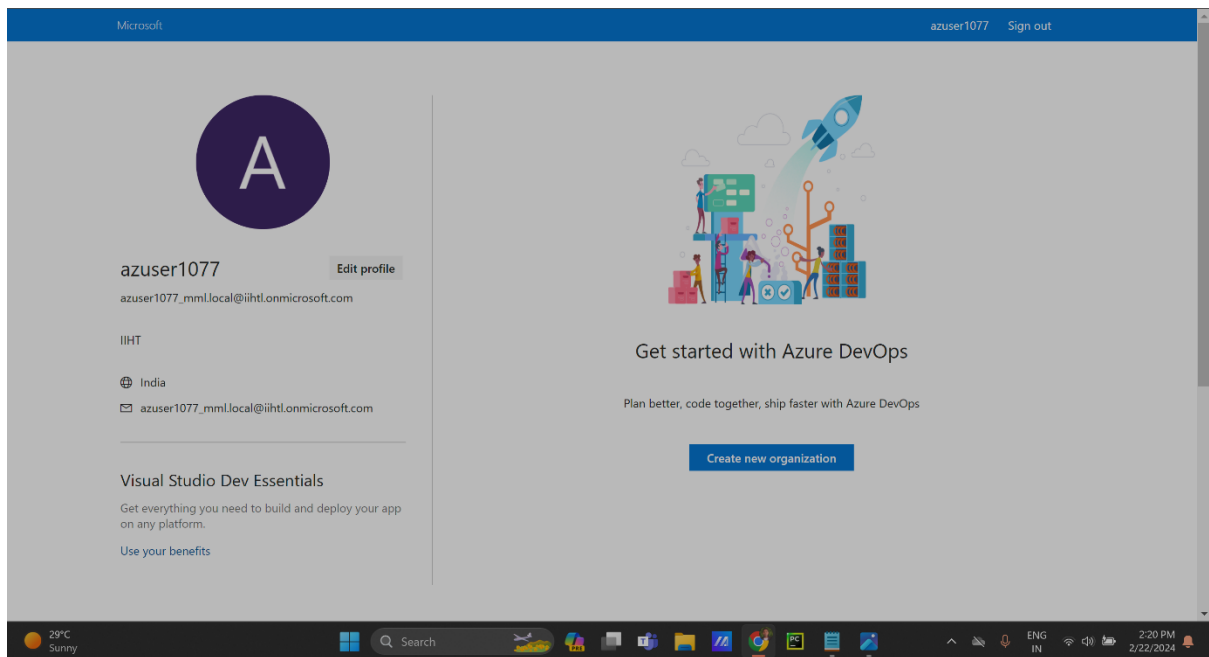 Microsoft
azuser1077 Sign out
A
azuser1077
Edit profile
azuser1077_mml.local@iihtl.onmicrosoft.com
IIHT
India
azuser1077_mml.local@iihtl.onmicrosoft.com
Visual Studio Dev Essentials
Get everything you need to build and deploy your app
on any platform.
Use your benefits
Get started with Azure DevOps
Plan better, code together, ship faster with Azure DevOps
Create new organization
29°C
Sunny
Search
PRE
PC
ENG
IN
2:20 PM
2/22/2024